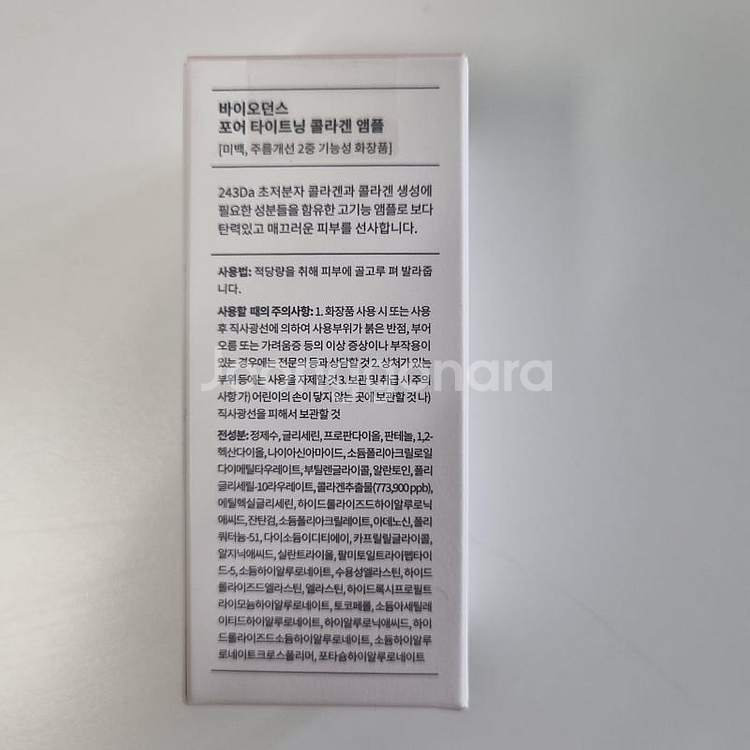 바이오던스
포어 타이트닝 콜라겐 앰플
[미백, 주름개선 2중 기능성 화장품]
243Da 초저분자 콜라겐과 콜라겐 생성에
필요한 성분들을 함유한 고기능 앰플로 보다
탄력있고 매끄러운 피부를 선사합니다.
사용법: 적당량을 취해 피부에 골고루 펴 발라줍
니다.
사용할 때의 주의사항: 1. 화장품 사용 시 또는 사용
후 직사광선에 의하여 사용부위가 붉은 반점, 부어
오름 또는 가려움증 등의 이상 증상이나 부작용이
있는 경우에는 전문의 등과 상담할 것 2. 상처가 있는
부위 등에는 사용을 자제할 것 3. 보관 및 취급 시 주의
사항 가) 어린이의 손이 닿지 않는 곳에 보관할 것 나)
직사광선을 피해서 보관할 것
Joonggonara
전성분: 정제수, 글리세린, 프로판다이올, 판테놀, 1,2-
헥산다이올, 나이아신아마이드, 소듐폴리아크릴로일
다이메틸타우레이트, 부틸렌글라이콜, 알란토인, 폴리
글리세릴-10라우레이트, 콜라겐추출물(773,900 ppb),
에틸헥실글리세린, 하이드롤라이즈드하이알루로닉
애씨드, 잔탄검, 소듐폴리아크릴레이트, 아데노신, 폴리
쿼터늄-51, 다이소듐이디티에이, 카프릴릴글라이콜,
알지닉애씨드, 실란트라이올, 팔미토일트라이펩타이
드-5, 소듐하이알루로네이트, 수용성엘라스틴, 하이드
롤라이즈드엘라스틴, 엘라스틴, 하이드록시프로필트
라이모늄하이알루로네이트, 토코페롤, 소듐아세틸레
이티드하이알루로네이트, 하이알루로닉애씨드, 하이
드롤라이즈드소듐하이알루로네이트, 소듐하이알루
로네이트크로스폴리머, 포타슘하이알루로네이트